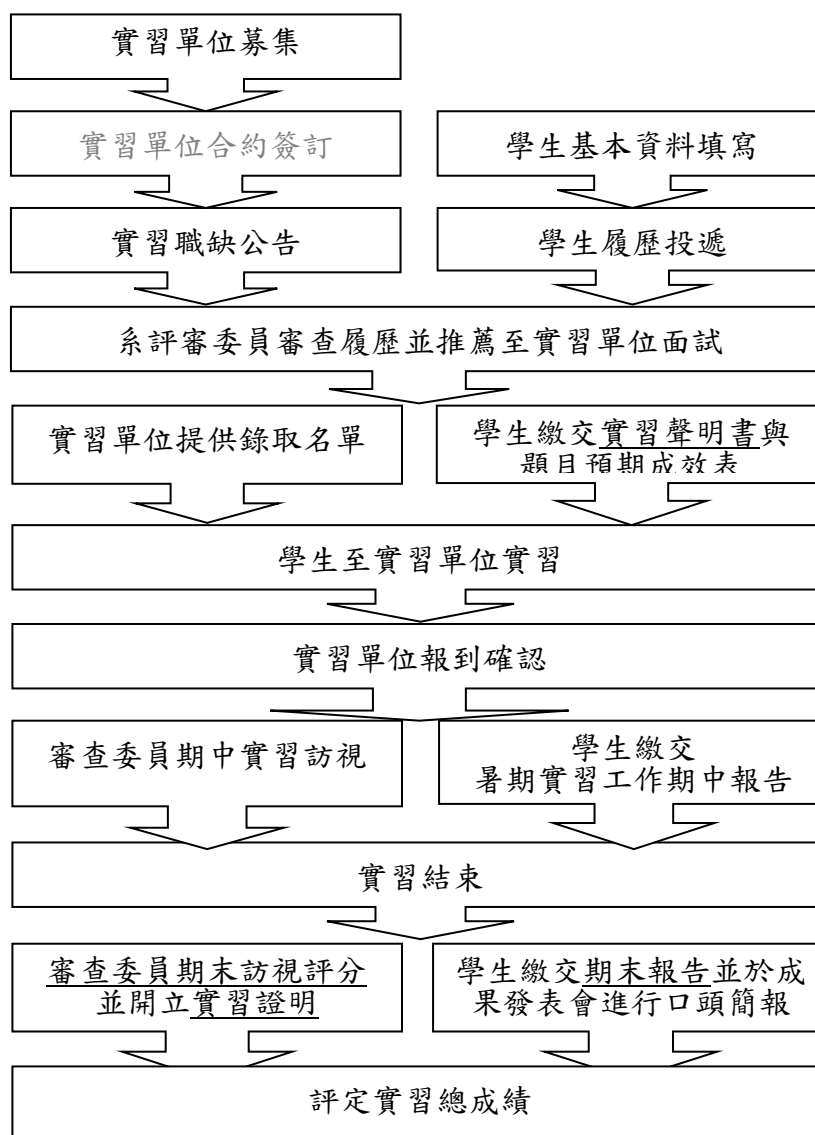 實習單位募集
實習單位合約簽訂
學生基本資料填寫
實習職缺公告
學生履歷投遞
系評審委員審查履歷並推薦至實習單位面試
實習單位提供錄取名單
學生繳交實習聲明書與
題目預期成效表
學生至實習單位實習
實習單位報到確認
審查委員期中實習訪視
學生繳交
暑期實習工作期中報告
實習結束
審查委員期末訪視評分
並開立實習證明
學生繳交期末報告並於成
果發表會進行口頭簡報
評定實習總成績